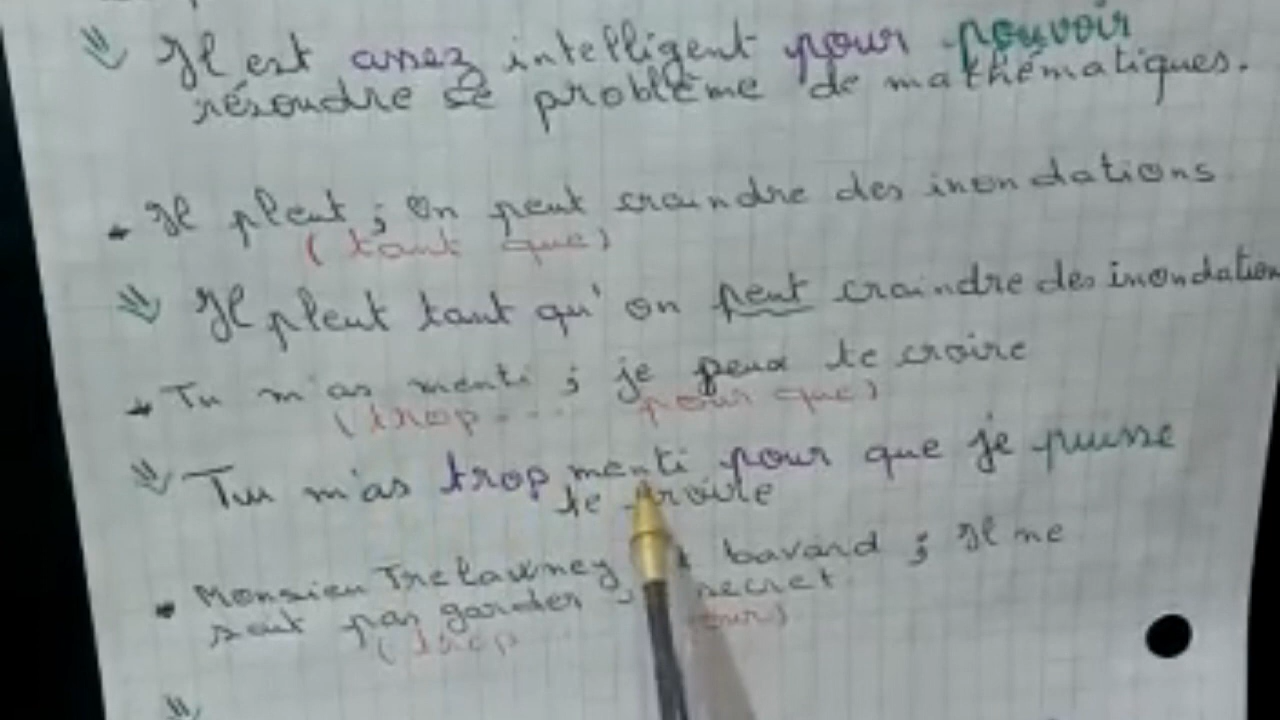 Il est assez intelligent pour pouvoir
résoudre ce problème de mathématiques.
Il pleut ; On peut craindre des inondations
(tant que)
Il pleut tant qu'on peut craindre des inondation
Tu m'as menti ; je peux te croire
(trop .... pour que)
Tu m'as trop menti pour que je puisse
te croire
Monsieur Trelawney bavard ; Il ne
sait pas garder secret
(trop